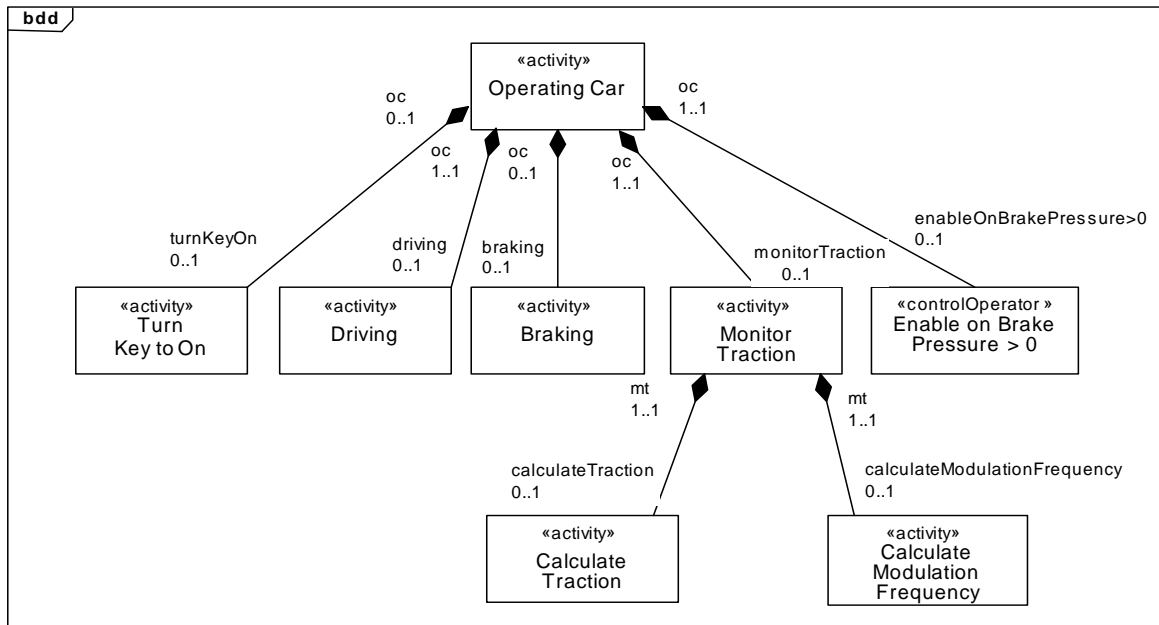 bdd
«activity»
Operating Car
oc
0..1
oc
1..1
oc
0..1
oc
1..1
oc
1..1
turnKeyOn
0..1
driving
0..1
braking
0..1
monitorTraction
0..1
enableOnBrakePressure>0
0..1
«activity»
Turn
Key to On
«activity»
Driving
«activity»
Braking
«activity»
Monitor
Traction
«controlOperator »
Enable on Brake
Pressure > 0
mt
1..1
mt
1..1
calculateTraction
0..1
calculateModulationFrequency
0..1
«activity»
Calculate
Traction
«activity»
Calculate
Modulation
Frequency